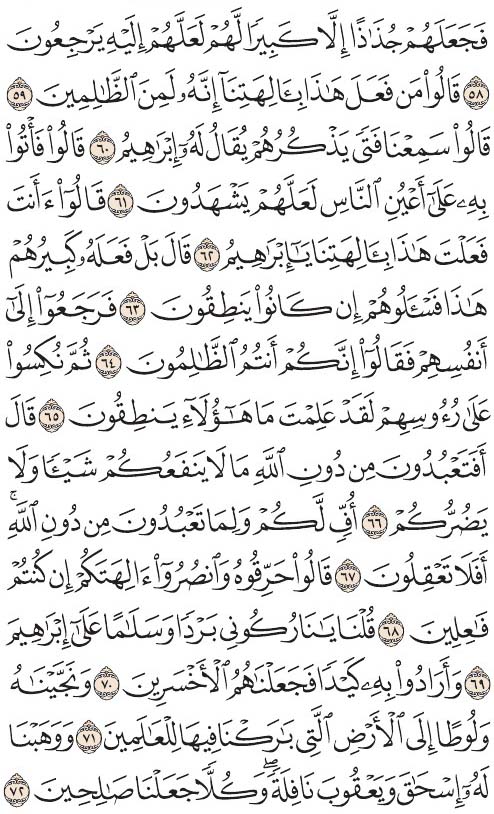 فَجَعَلَهُمْ جُذَٰذًا إِلَّا كَبِيرًا لَّهُمْ لَعَلَّهُمْ إِلَيْهِ يَرْجِعُونَ
٥٨ قَالُوا۟ مَن فَعَلَ هَٰذَا بِـَٔالِهَتِنَآ إِنَّهُۥ لَمِنَ ٱلظَّٰلِمِينَ ٥٩
قَالُوا۟ سَمِعْنَا فَتًى يَذْكُرُهُمْ يُقَالُ لَهُۥٓ إِبْرَٰهِيمُ ٦٠ قَالُوا۟ فَأْتُوا۟
بِهِۦ عَلَىٰٓ أَعْيُنِ ٱلنَّاسِ لَعَلَّهُمْ يَشْهَدُونَ ٦١ قَالُوٓا۟ ءَأَنتَ
فَعَلْتَ هَٰذَا بِـَٔالِهَتِنَا يَٰٓإِبْرَٰهِيمُ ٦٢ قَالَ بَلْ فَعَلَهُۥ كَبِيرُهُمْ
هَٰذَا فَسْـَٔلُوهُمْ إِن كَانُوا۟ يَنطِقُونَ ٦٣ فَرَجَعُوٓا۟ إِلَىٰٓ
أَنفُسِهِمْ فَقَالُوٓا۟ إِنَّكُمْ أَنتُمُ ٱلظَّٰلِمُونَ ٦٤ ثُمَّ نُكِسُوا۟
عَلَىٰ رُءُوسِهِمْ لَقَدْ عَلِمْتَ مَا هَٰٓؤُلَآءِ يَنطِقُونَ ٦٥ قَالَ
أَفَتَعْبُدُونَ مِن دُونِ ٱللَّهِ مَا لَا يَنفَعُكُمْ شَيْـًٔا وَلَا
يَضُرُّكُمْ ٦٦ أُفٍّ لَّكُمْ وَلِمَا تَعْبُدُونَ مِن دُونِ ٱللَّهِ ۚ
أَفَلَا تَعْقِلُونَ ٦٧ قَالُوا۟ حَرِّقُوهُ وَٱنصُرُوٓا۟ ءَالِهَتَكُمْ إِن كُنتُمْ
فَٰعِلِينَ ٦٨ قُلْنَا يَٰنَارُ كُونِى بَرْدًا وَسَلَٰمًا عَلَىٰٓ إِبْرَٰهِيمَ
٦٩ وَأَرَادُوا۟ بِهِۦ كَيْدًا فَجَعَلْنَٰهُمُ ٱلْأَخْسَرِينَ ٧٠ وَنَجَّيْنَٰهُ
وَلُوطًا إِلَى ٱلْأَرْضِ ٱلَّتِى بَٰرَكْنَا فِيهَا لِلْعَٰلَمِينَ ٧١ وَوَهَبْنَا
لَهُۥٓ إِسْحَٰقَ وَيَعْقُوبَ نَافِلَةً ۖ وَكُلًّا جَعَلْنَا صَٰلِحِينَ ٧٢